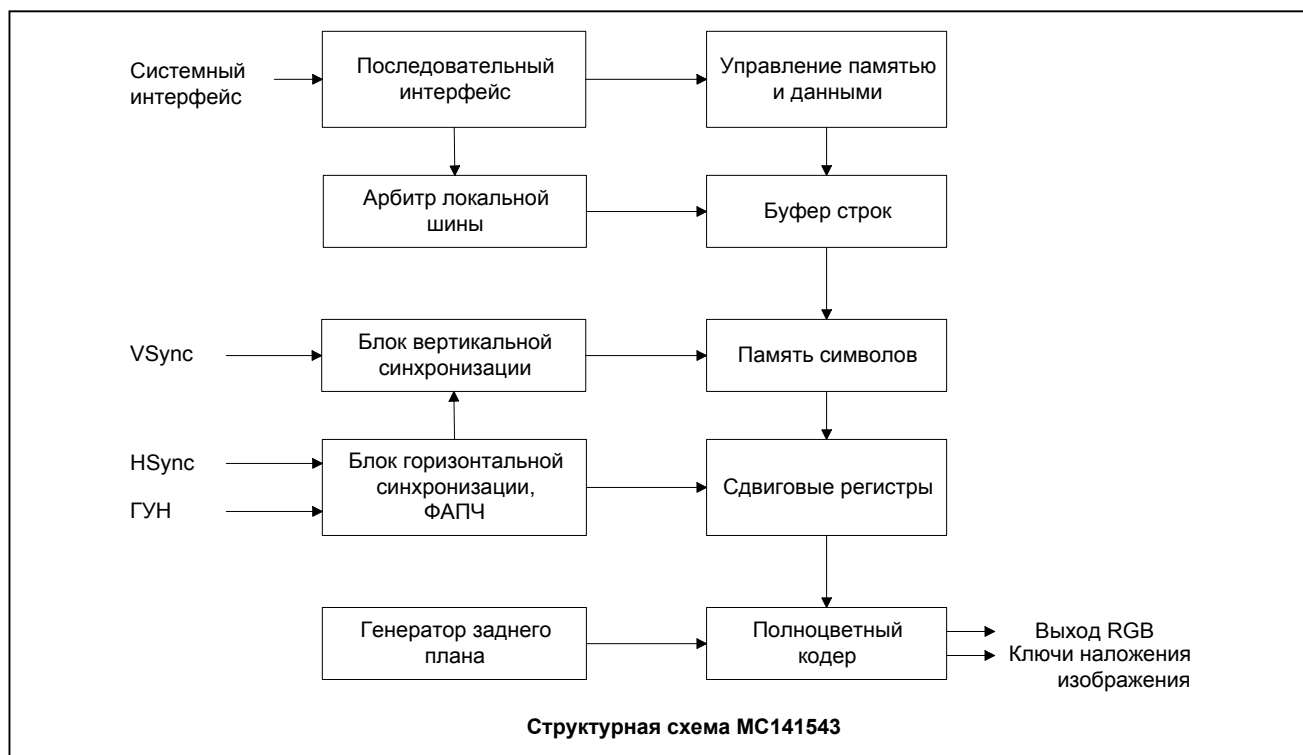 Системный
интерфейс
Последовательный
интерфейс
Управление памятью
и данными
Арбитр локальной
шины
Буфер строк
VSync
Блок вертикальной
синхронизации
Память символов
HSync
ГУН
Блок горизонтальной
синхронизации,
ФАПЧ
Сдвиговые регистры
Генератор заднего
плана
Полноцветный
кодер
Выход RGB
Ключи наложения
изображения
Структурная схема MC141543